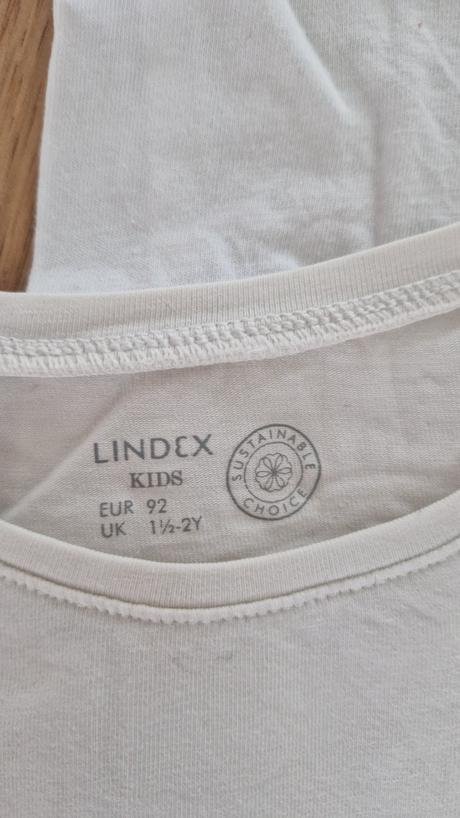 LINDEX
KIDS
EUR 92
UK 1½-2Y
SUSTAINABLE
CHOICE